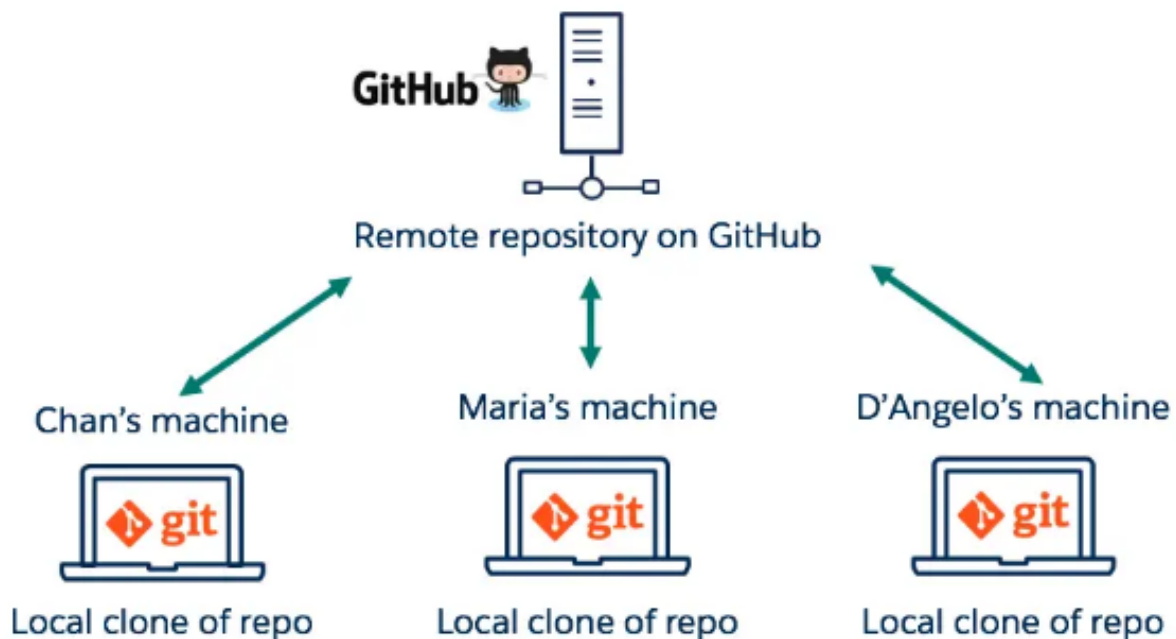 GitHub
Remote repository on GitHub
Chan's machine
Maria's machine
D'Angelo's machine
git
git
git
Local clone of repo
Local clone of repo
Local clone of repo